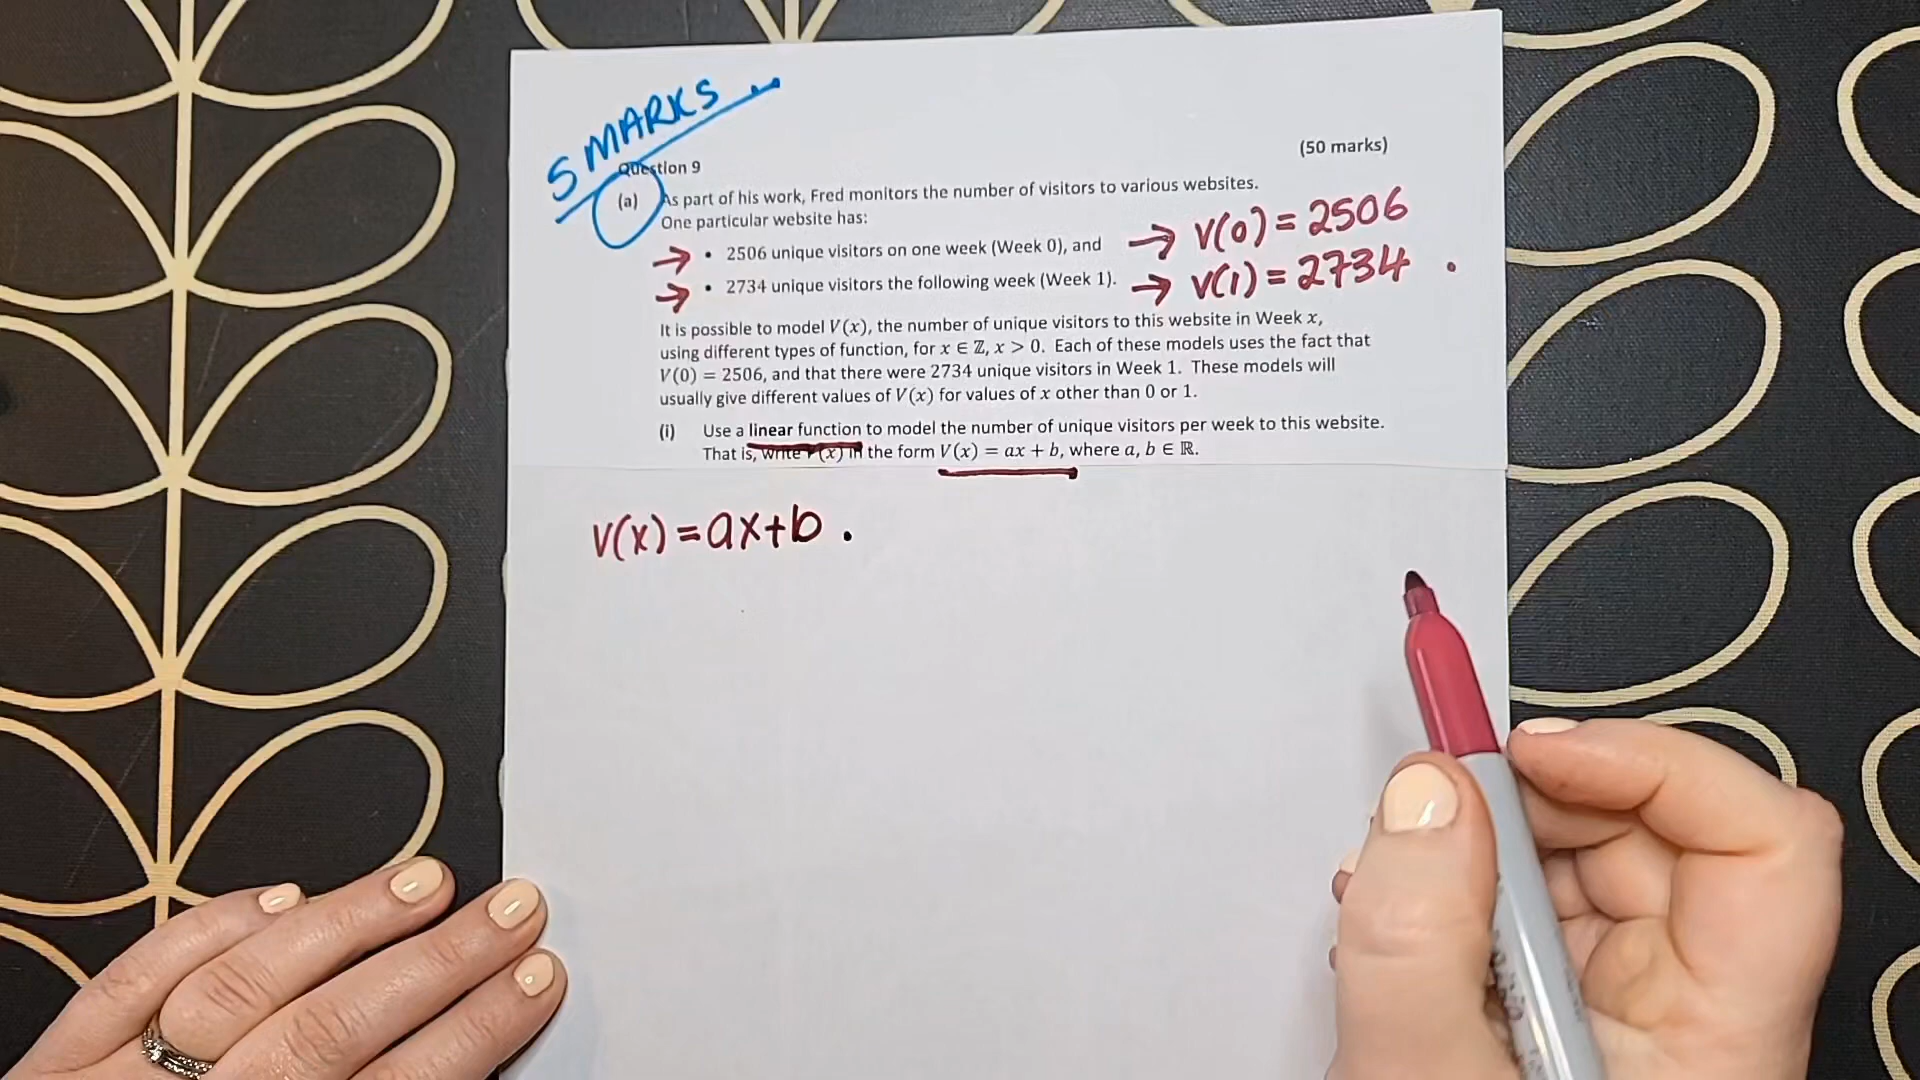 5 MARKS
(50 marks)
Question 9
(a) As part of his work, Fred monitors the number of visitors to various websites.
One particular website has:
→ • 2506 unique visitors on one week (Week 0), and → V(0) = 2506
→ • 2734 unique visitors the following week (Week 1). → V(1) = 2734 .
It is possible to model V(x), the number of unique visitors to this website in Week x,
using different types of function, for x ∈ ℤ, x > 0. Each of these models uses the fact that
V(0) = 2506, and that there were 2734 unique visitors in Week 1. These models will
usually give different values of V(x) for values of x other than 0 or 1.
(i) Use a linear function to model the number of unique visitors per week to this website.
That is, write V(x) in the form V(x) = ax + b, where a, b ∈ ℝ.
V(x) = ax+b .